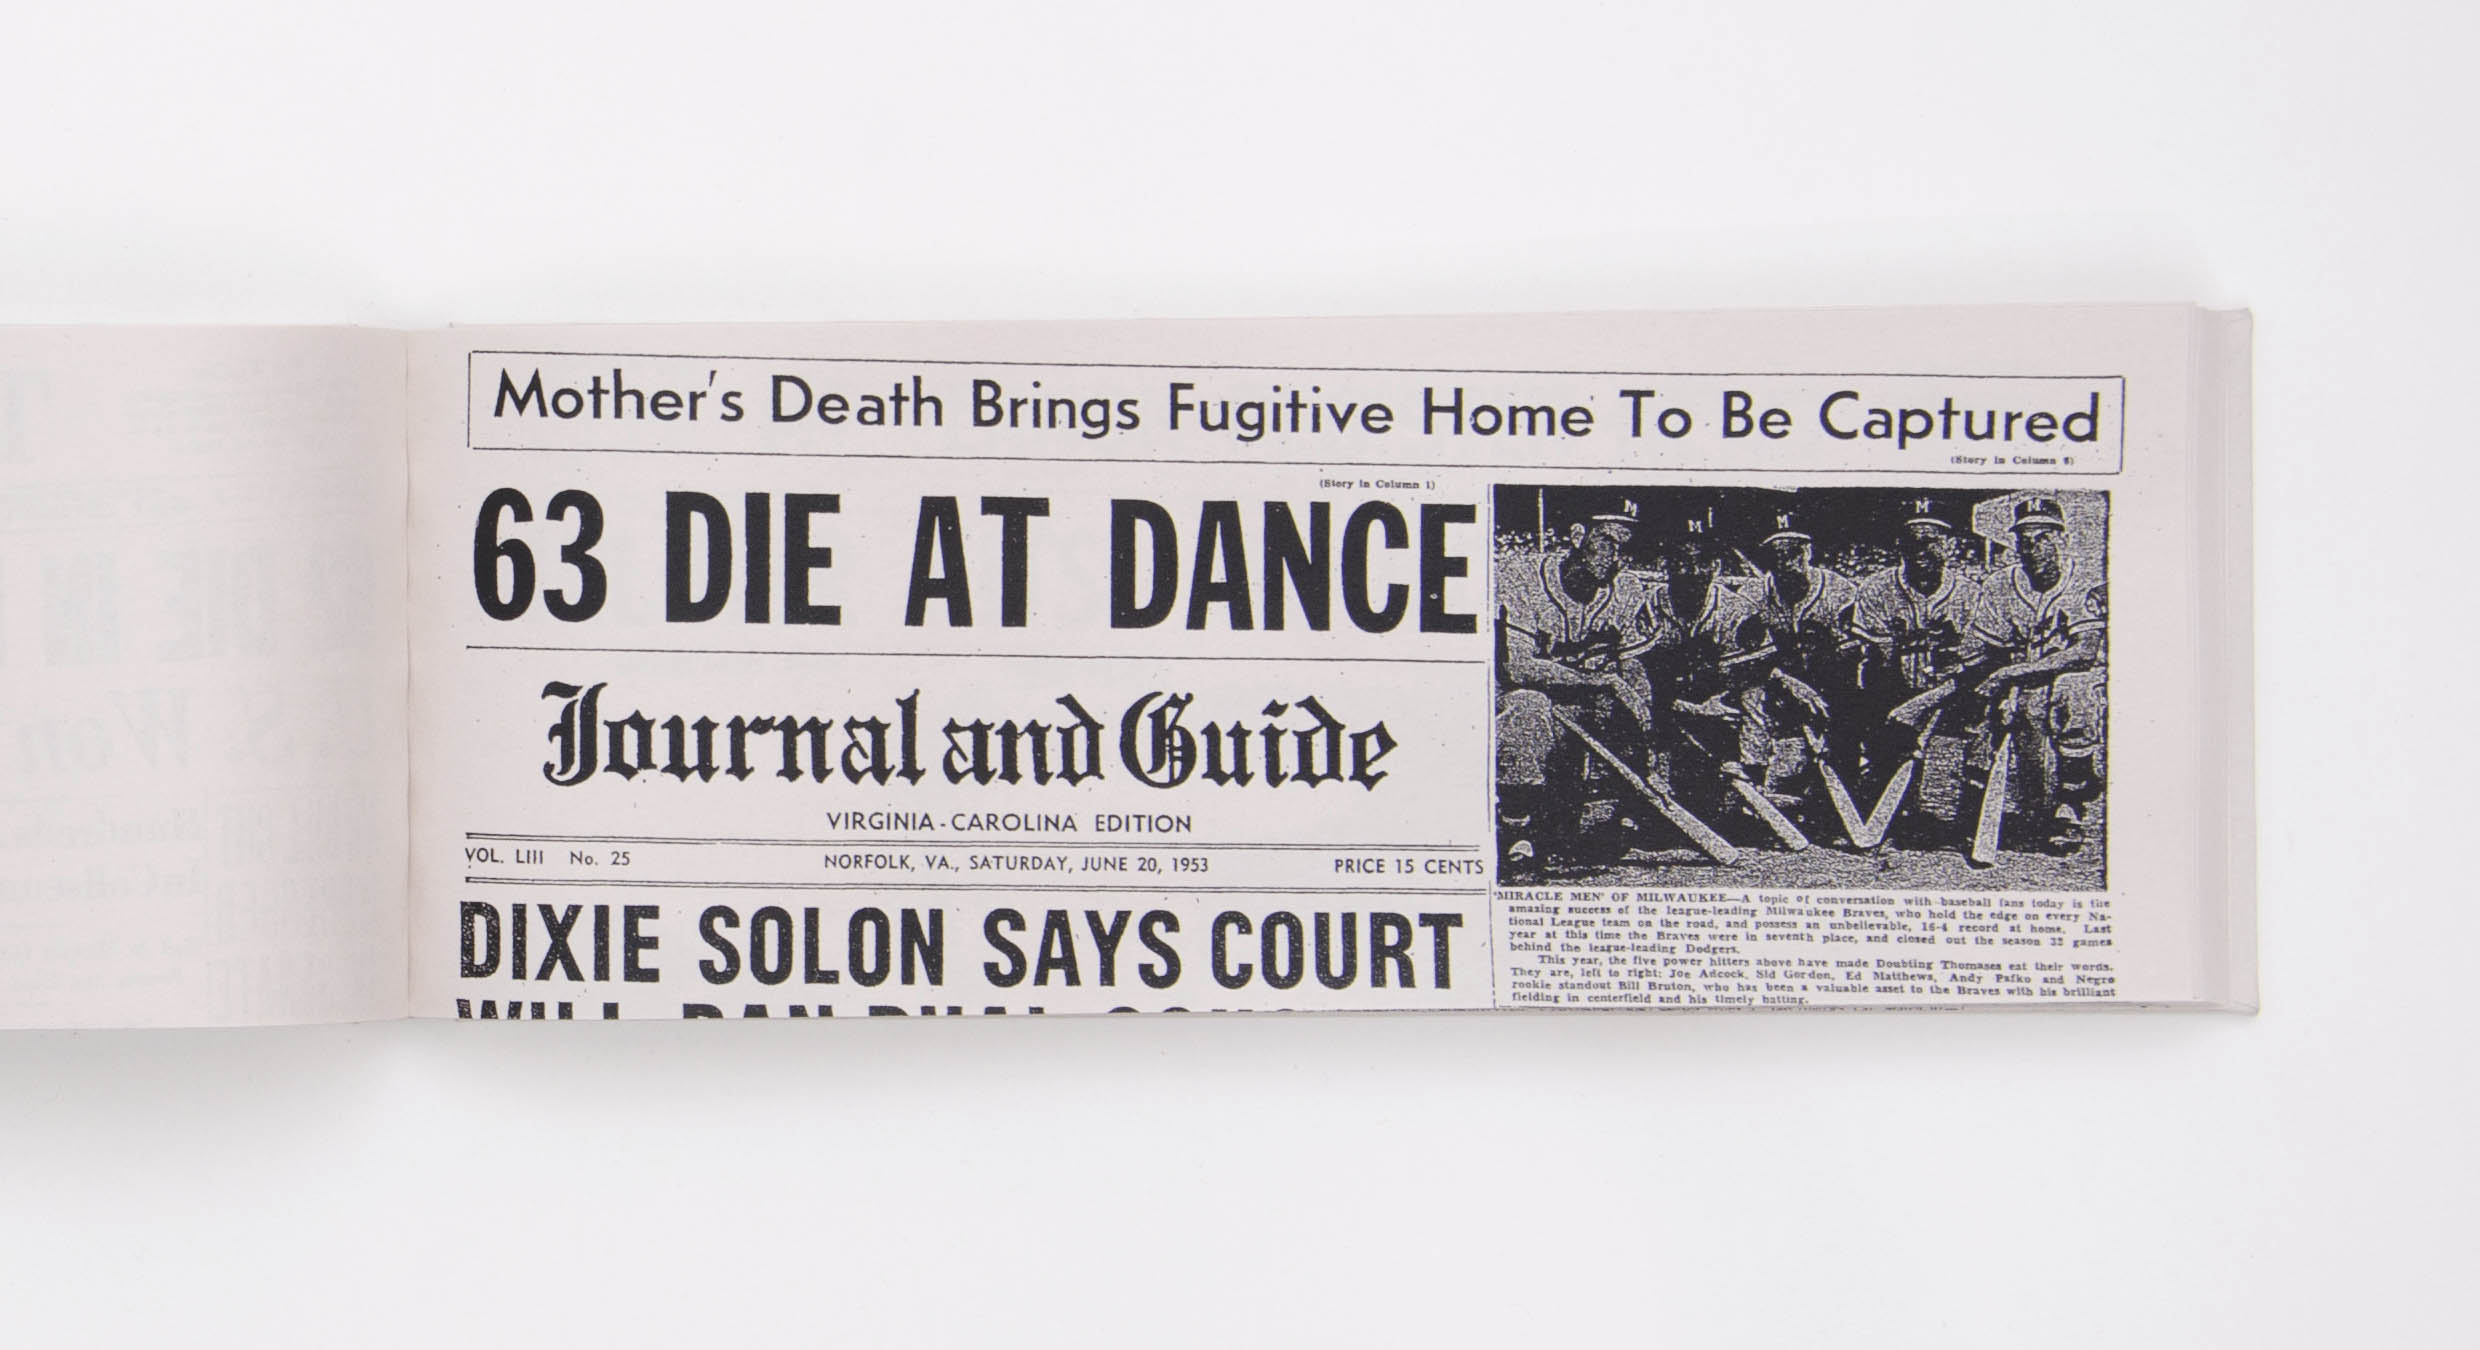 Mother's Death Brings Fugitive Home To Be Captured
(Story in Column 8)
(Story in Column 1)
63 DIE AT DANCE
Journal and Guide
VIRGINIA-CAROLINA EDITION
VOL. LIII No. 25 NORFOLK, VA., SATURDAY, JUNE 20, 1953 PRICE 15 CENTS
DIXIE SOLON SAYS COURT
WILL BAN DUAL
M M M M M
'MIRACLE MEN' OF MILWAUKEE—A topic of conversation with baseball fans today is the
amazing success of the league-leading Milwaukee Braves, who hold the edge on every Na-
tional League team on the road, and possess an unbelievable, 16-4 record at home. Last
year at this time the Braves were in seventh place, and closed out the season 32 games
behind the league-leading Dodgers.
This year, the five power hitters above have made Doubting Thomases eat their words.
They are, left to right: Joe Adcock, Sid Gordon, Ed Matthews, Andy Pafko and Negro
rookie standout Bill Bruton, who has been a valuable asset to the Braves with his brilliant
fielding in centerfield and his timely batting.